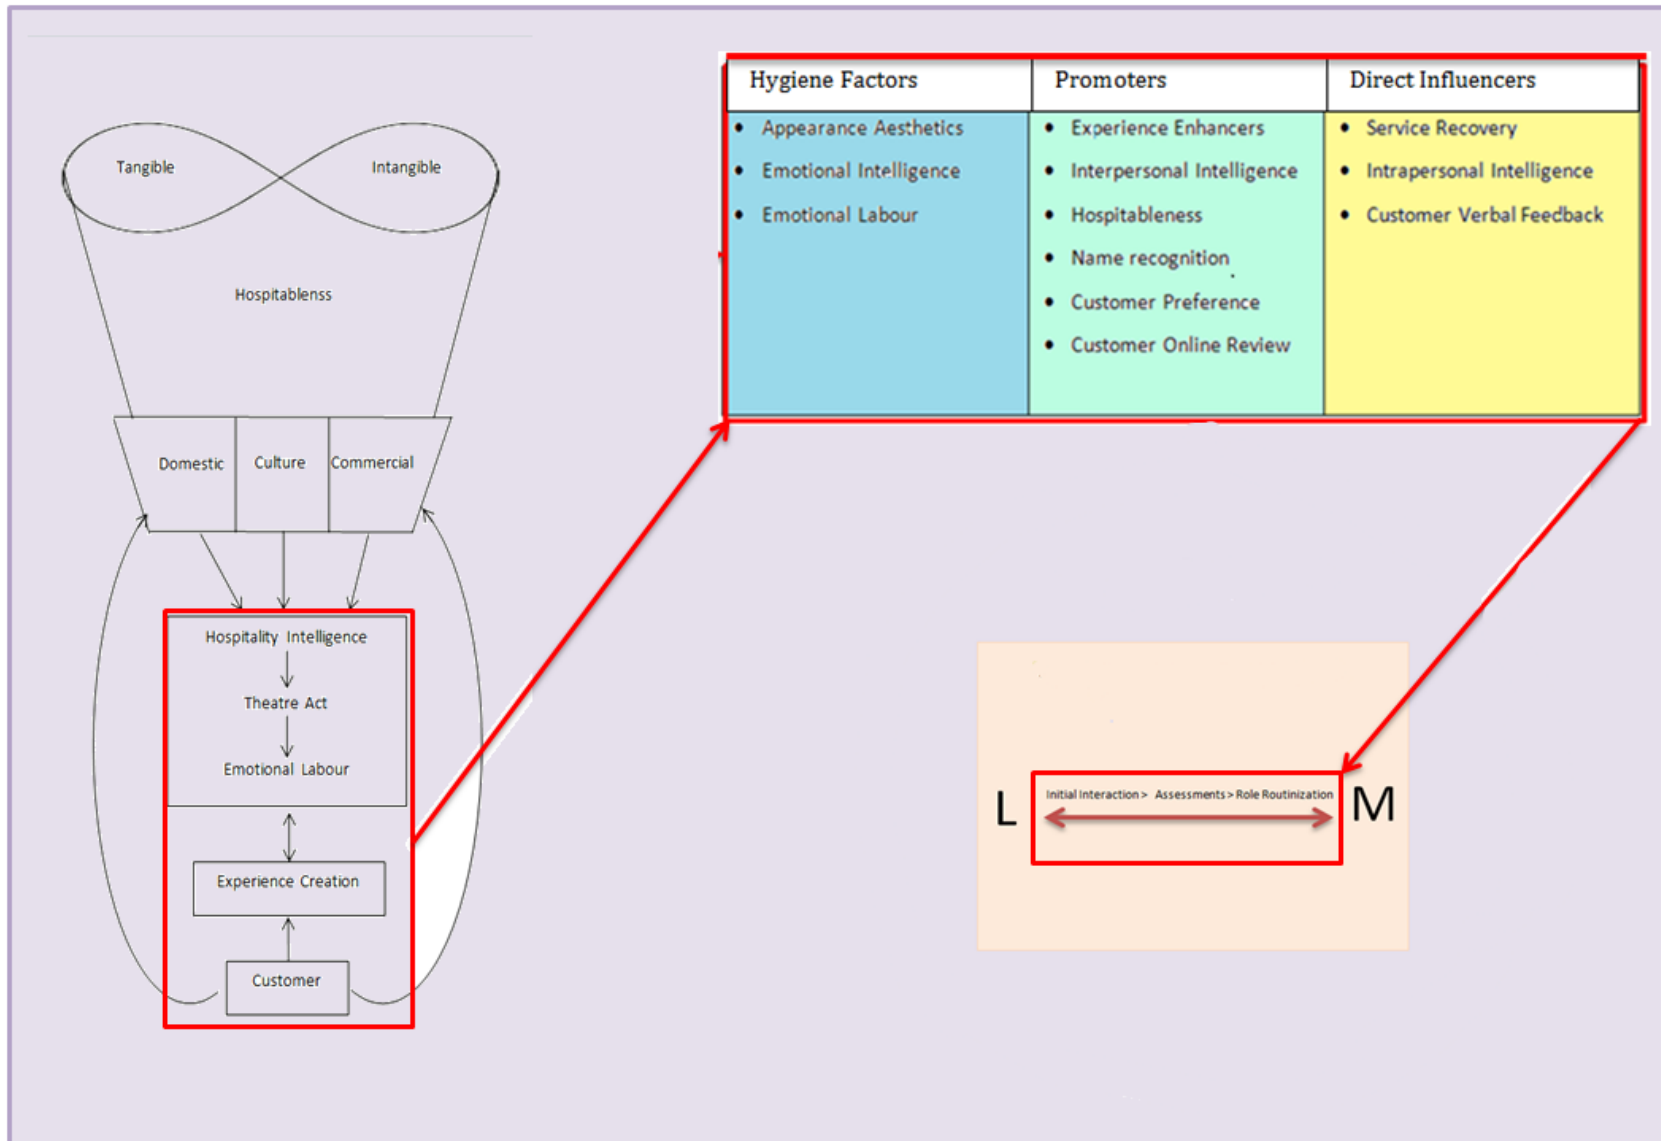 Tangible
Intangible
Hospitablenss
Domestic
Culture
Commercial
Hospitality Intelligence
Theatre Act
Emotional Labour
Experience Creation
Customer
Hygiene Factors
• Appearance Aesthetics
• Emotional Intelligence
• Emotional Labour
Promoters
• Experience Enhancers
• Interpersonal Intelligence
• Hospitableness
• Name recognition
• Customer Preference
• Customer Online Review
Direct Influencers
• Service Recovery
• Intrapersonal Intelligence
• Customer Verbal Feedback
L
Initial Interaction > Assessments > Role Routinization
M